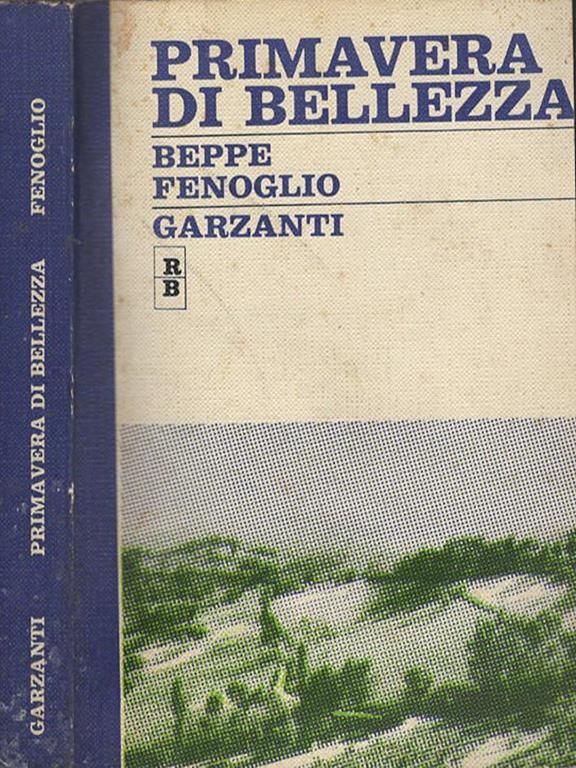 PRIMAVERA
DI BELLEZZA
BEPPE
FENOGLIO
GARZANTI
R
B
GARZANTI PRIMAVERA DI BELLEZZA FENOGLIO